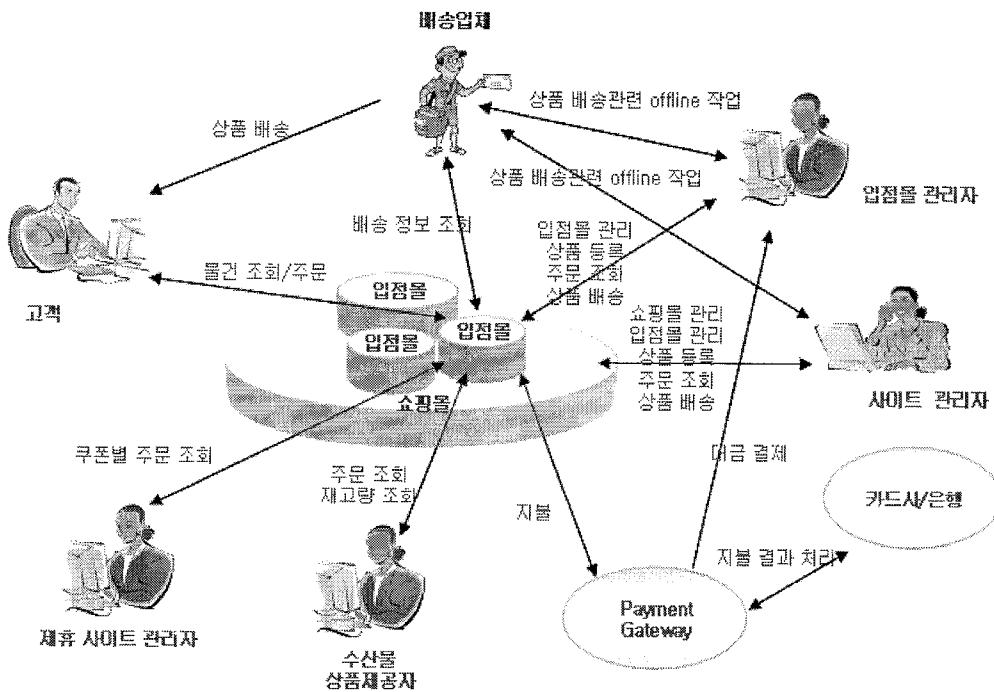 배송업체
상품 배송관련 offline 작업
상품 배송
상품 배송관련 offline 작업
입점몰 관리자
배송 정보 조회
입점몰 관리
상품 등록
주문 조회
상품 배송
물건 조회/주문
고객
입점몰
입점몰
입점몰
쇼핑몰
쇼핑몰 관리
입점몰 관리
상품 등록
주문 조회
상품 배송
사이트 관리자
쿠폰별 주문 조회
주문 조회
재고량 조회
지불
대금 결제
카드사/은행
지불 결과 처리
Payment
Gateway
제휴 사이트 관리자
수산물
상품제공자